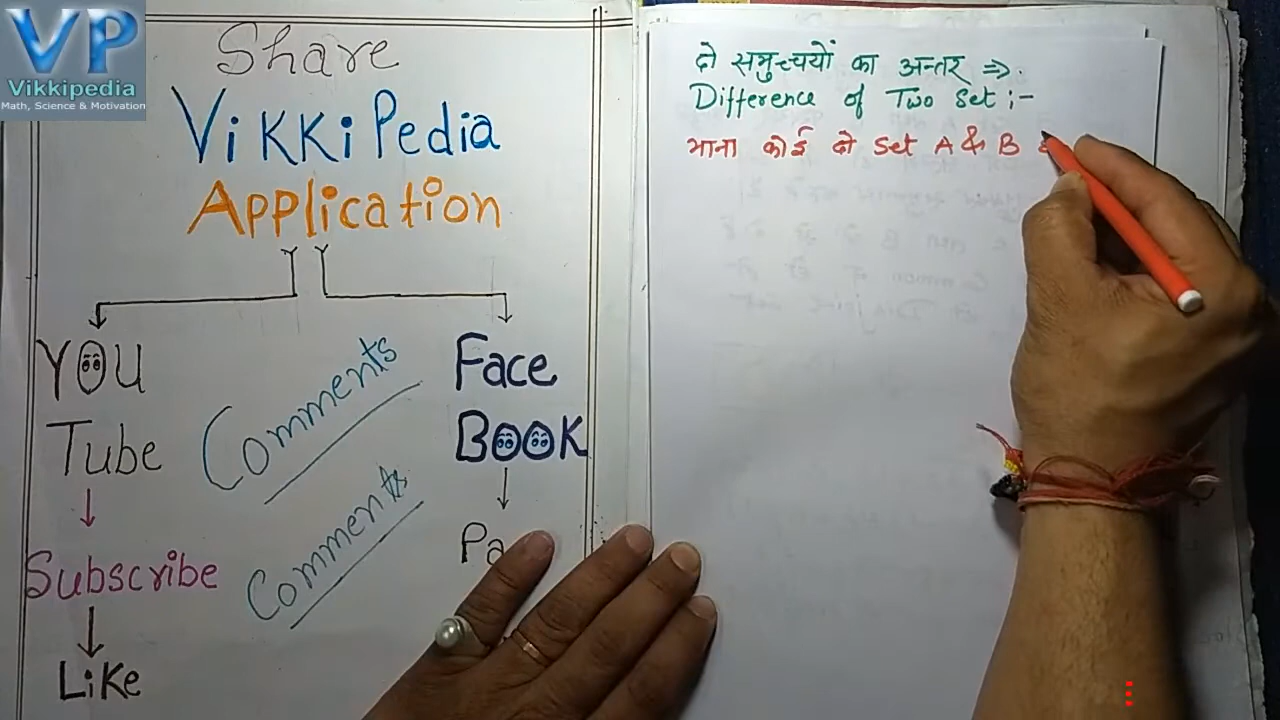 VP
Vikkipedia
Math, Science & Motivation
Share
VikkiPedia
Application
YOU
Tube
Subscribe
Like
Comments
Comments
Face
BOOK
Pa
दो समुच्चयों का अन्तर ⇒
Difference of Two Set :-
माना कोई दो Set A & B